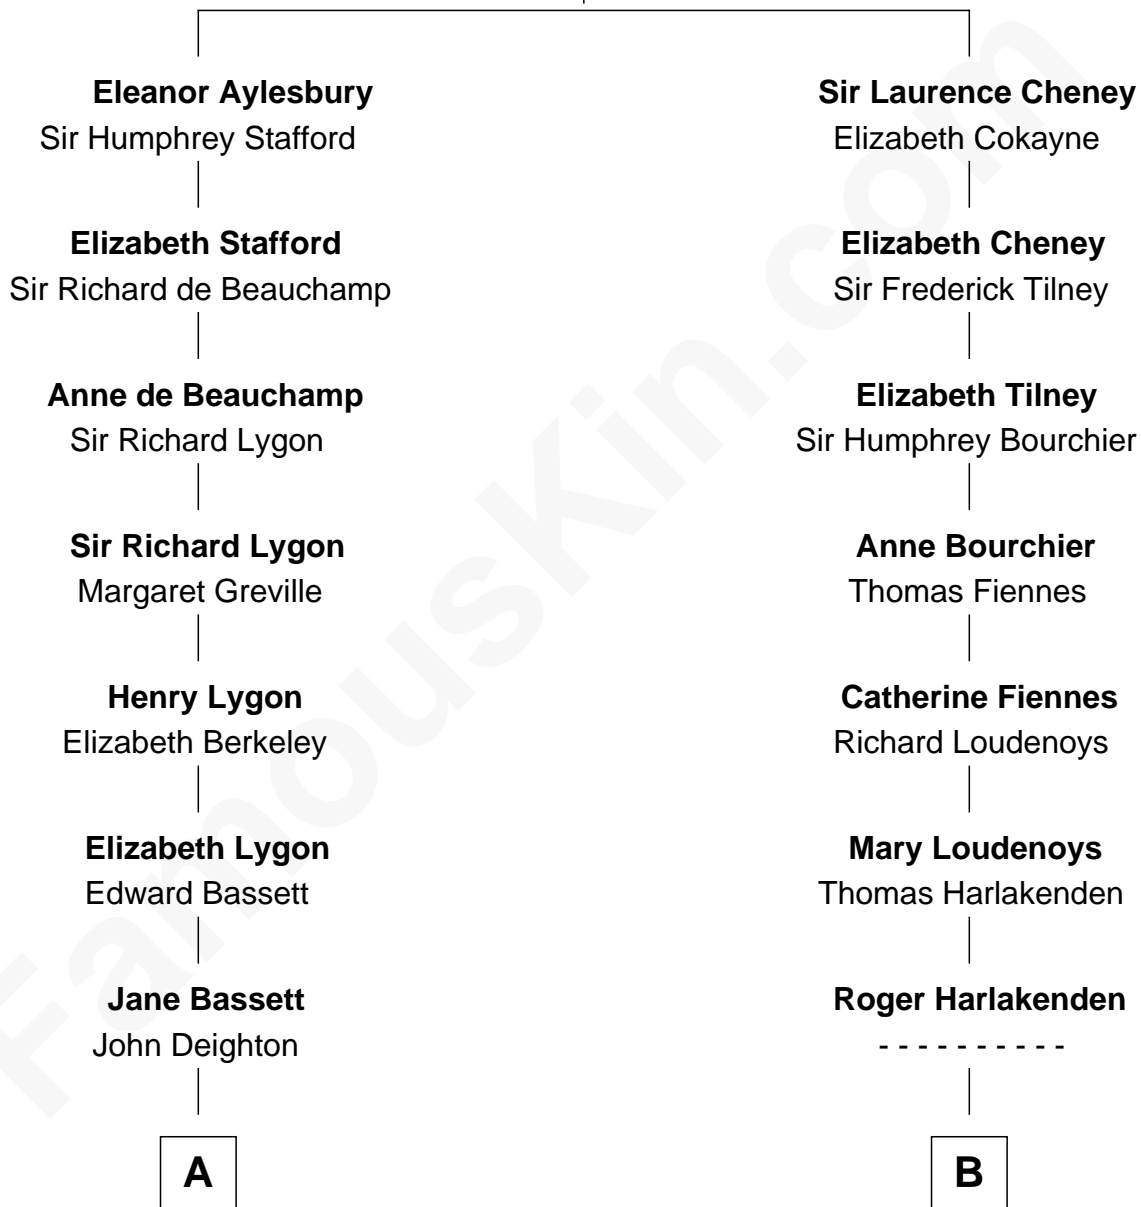 Eleanor Aylesbury
Sir Humphrey Stafford
Elizabeth Stafford
Sir Richard de Beauchamp
Anne de Beauchamp
Sir Richard Lygon
Sir Richard Lygon
Margaret Greville
Henry Lygon
Elizabeth Berkeley
Elizabeth Lygon
Edward Bassett
Jane Bassett
John Deighton
A
Sir Laurence Cheney
Elizabeth Cokayne
Elizabeth Cheney
Sir Frederick Tilney
Elizabeth Tilney
Sir Humphrey Bourchier
Anne Bourchier
Thomas Fiennes
Catherine Fiennes
Richard Loudenoys
Mary Loudenoys
Thomas Harlakenden
Roger Harlakenden
- - - - - - - - - -
B
FamousKin.com